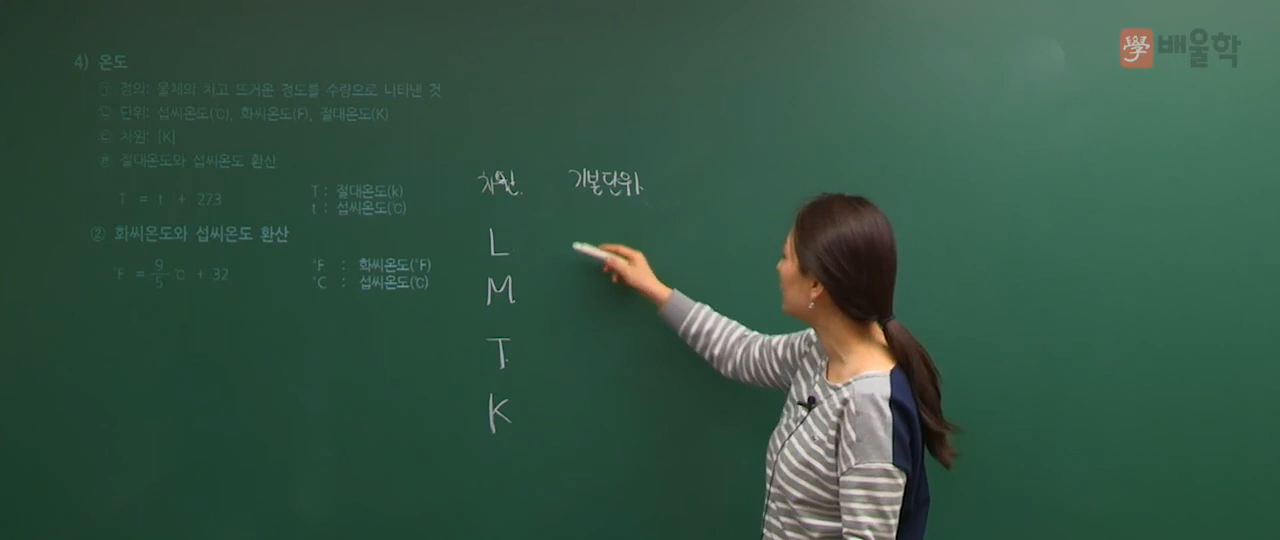 學 배울학
4) 온도
㉠ 정의: 물체의 차고 뜨거운 정도를 수량으로 나타낸 것
㉡ 단위: 섭씨온도(℃), 화씨온도(F), 절대온도(K)
㉢ 차원: [K]
㉣ 절대온도와 섭씨온도 환산
T = t + 273
T : 절대온도(k)
t : 섭씨온도(℃)
② 화씨온도와 섭씨온도 환산
°F = 9/5 ℃ + 32
°F : 화씨온도(°F)
°C : 섭씨온도(℃)
차원. 기본단위.
L
M
T.
K